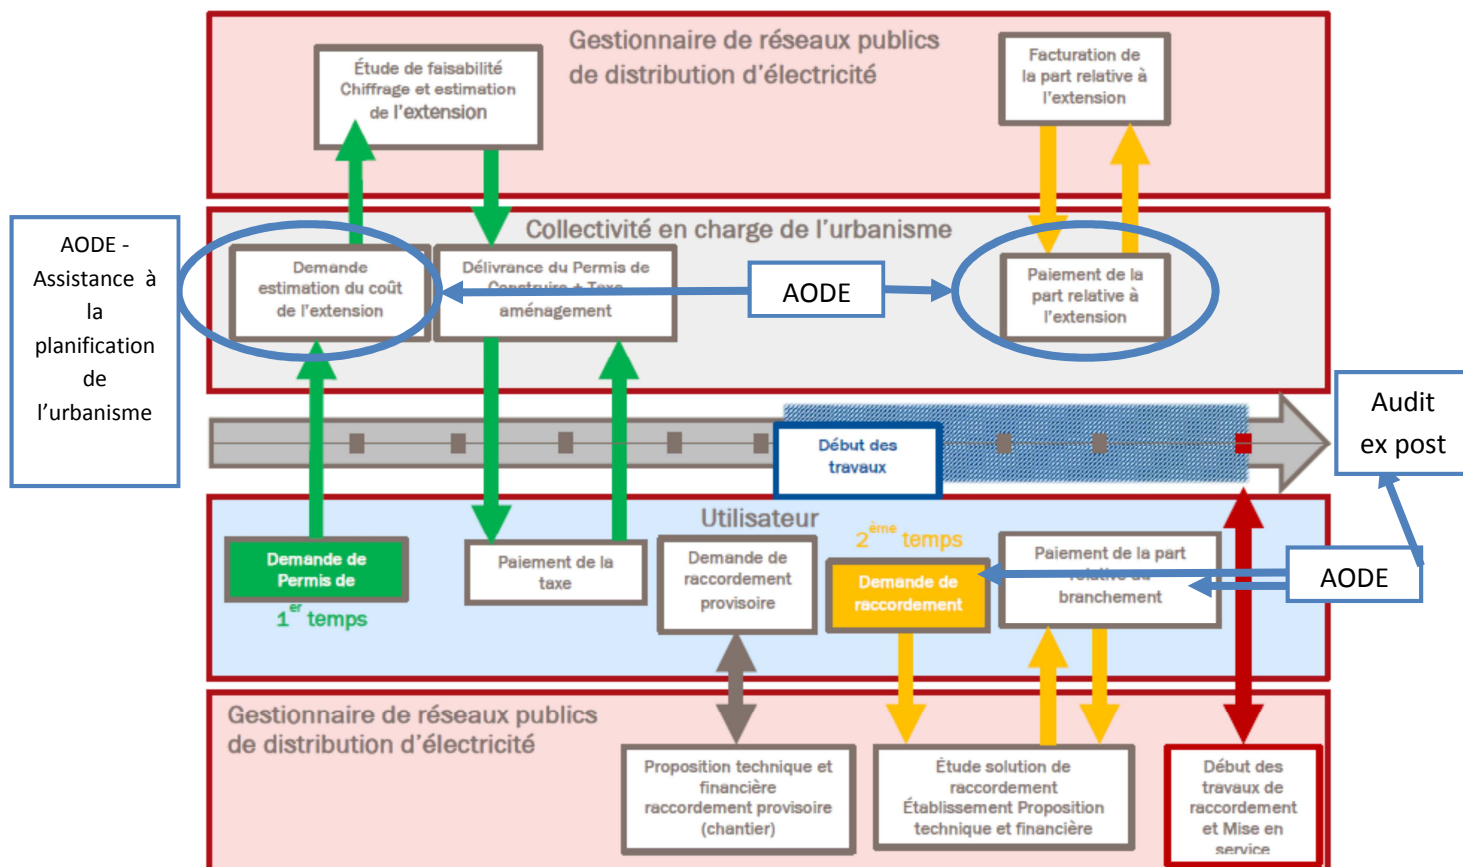 Gestionnaire de réseaux publics
de distribution d'électricité
Étude de faisabilité
Chiffrage et estimation
de l'extension
Facturation de
la part relative à
l'extension
AODE -
Assistance à
la
planification
de
l'urbanisme
Collectivité en charge de l'urbanisme
Demande
estimation du coût
de l'extension
Délivrance du Permis de
Construire + Taxe
aménagement
AODE
Paiement de la
part relative à
l'extension
Début des
travaux
Audit
ex post
Utilisateur
Demande de
Permis de
1er temps
Paiement de la
taxe
Demande de
raccordement
provisoire
2ème temps
Demande de
raccordement
Paiement de la part
relative au
branchement
AODE
Gestionnaire de réseaux publics
de distribution d'électricité
Proposition technique et
financière
raccordement provisoire
(chantier)
Étude solution de
raccordement
Établissement Proposition
technique et financière
Début des
travaux de
raccordement
et Mise en
service